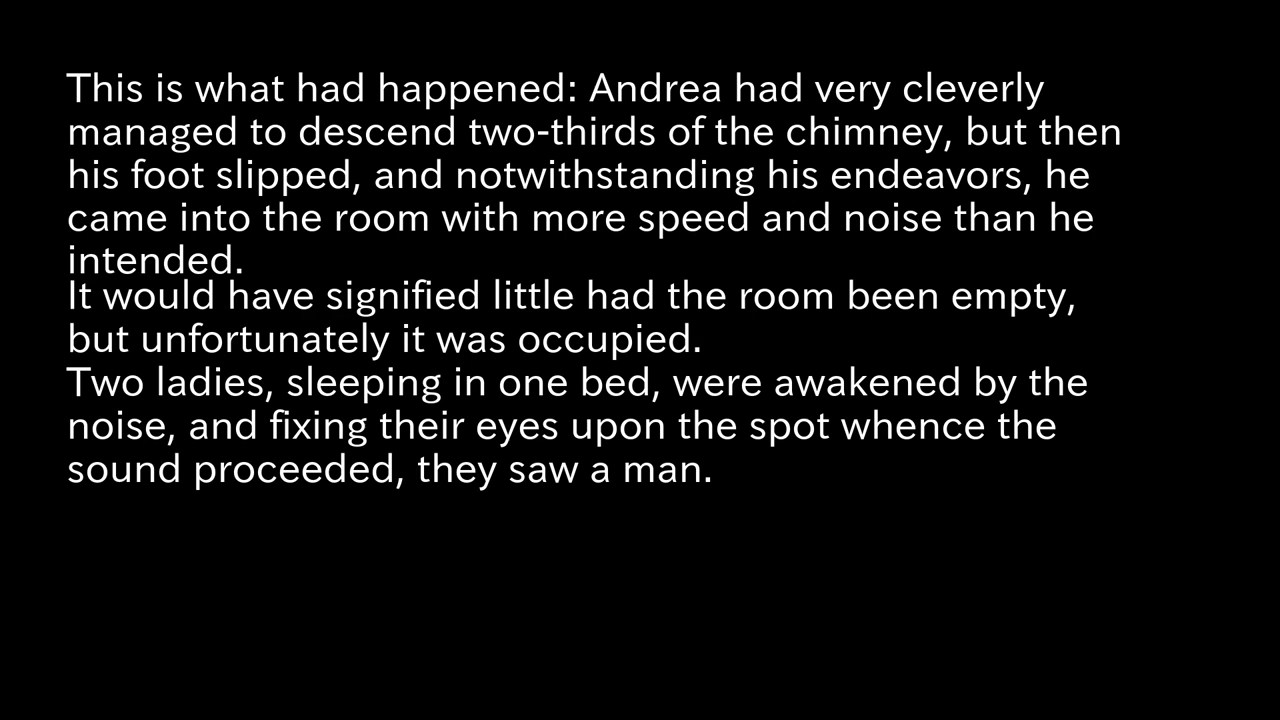 This is what had happened: Andrea had very cleverly
managed to descend two-thirds of the chimney, but then
his foot slipped, and notwithstanding his endeavors, he
came into the room with more speed and noise than he
intended.
It would have signified little had the room been empty,
but unfortunately it was occupied.
Two ladies, sleeping in one bed, were awakened by the
noise, and fixing their eyes upon the spot whence the
sound proceeded, they saw a man.